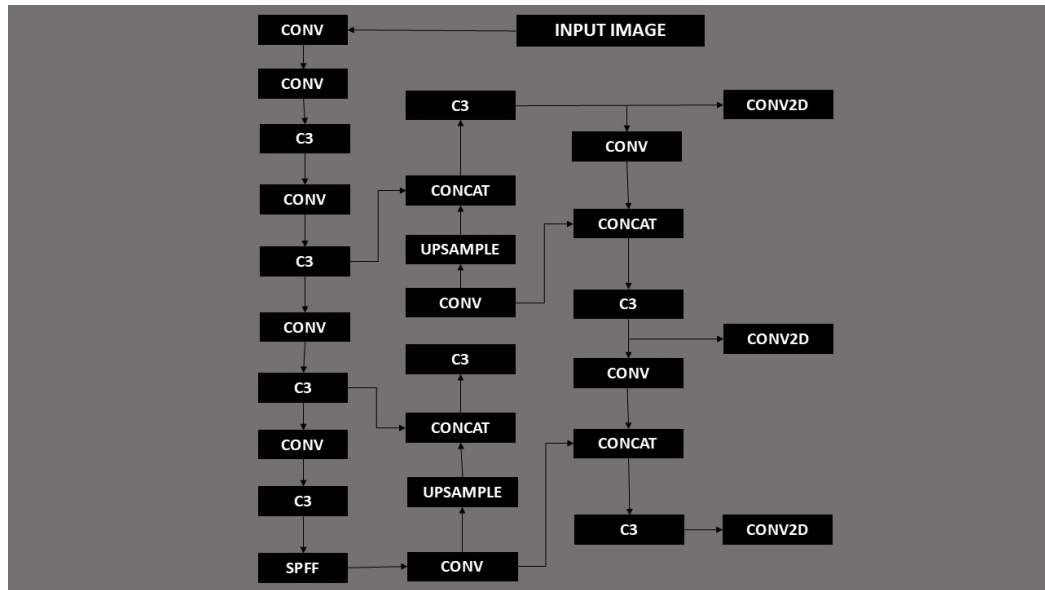 INPUT IMAGE
CONV
CONV
C3
CONV
C3
CONV
C3
CONV
C3
SPFF
C3
CONCAT
UPSAMPLE
CONV
C3
CONCAT
UPSAMPLE
CONV
CONV
CONCAT
C3
CONV
CONCAT
C3
CONV2D
CONV2D
CONV2D